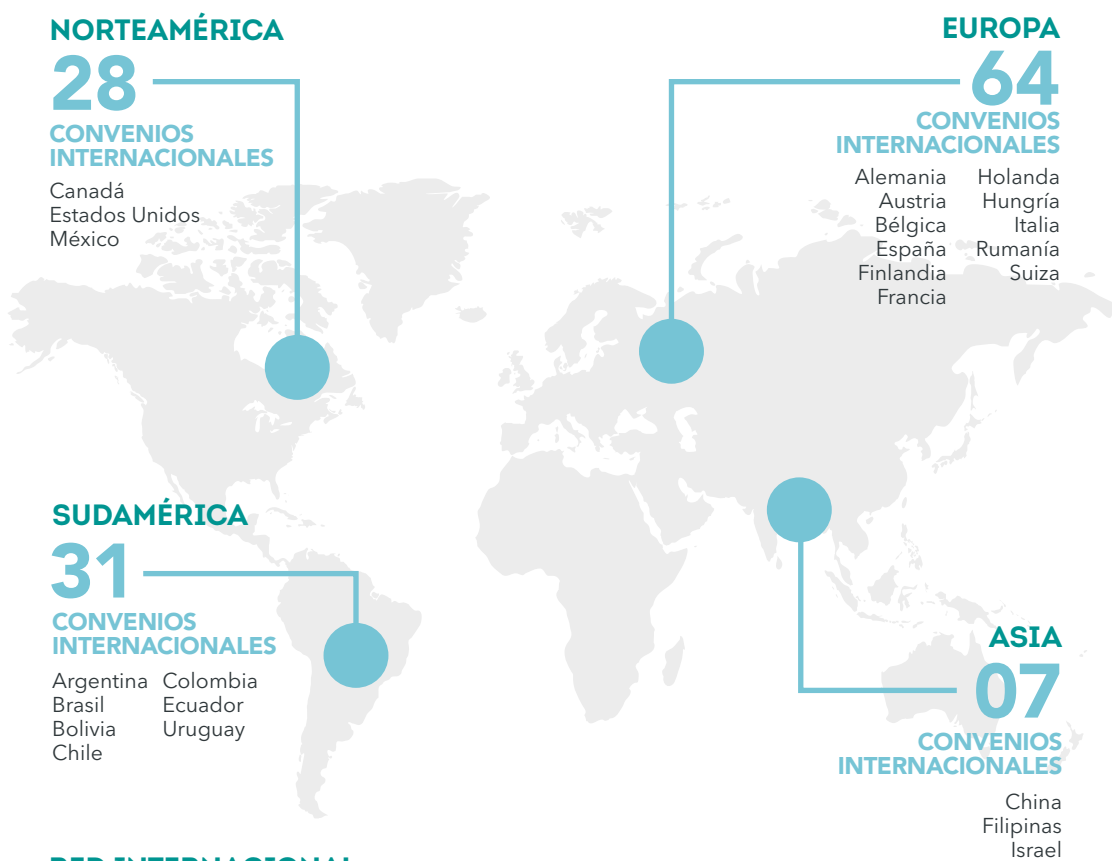 NORTEAMÉRICA
28
CONVENIOS
INTERNACIONALES
Canadá
Estados Unidos
México
EUROPA
64
CONVENIOS
INTERNACIONALES
Alemania
Austria
Bélgica
España
Finlandia
Francia
Holanda
Hungría
Italia
Rumanía
Suiza
SUDAMÉRICA
31
CONVENIOS
INTERNACIONALES
Argentina
Brasil
Bolivia
Chile
Colombia
Ecuador
Uruguay
ASIA
07
CONVENIOS
INTERNACIONALES
China
Filipinas
Israel
RED INTERNACIONAL